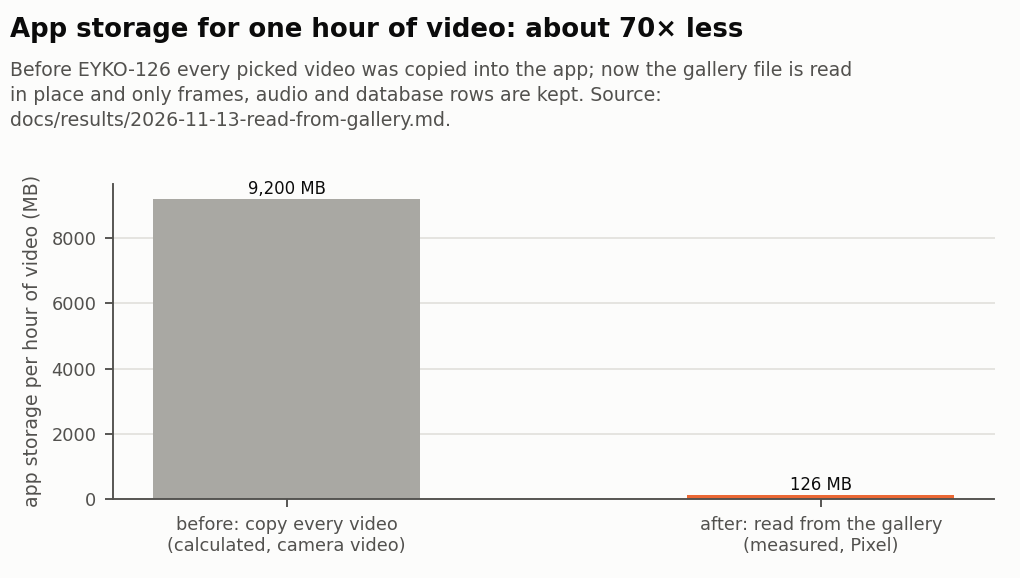 App storage for one hour of video: about 70× less
Before EYKO-126 every picked video was copied into the app; now the gallery file is read
in place and only frames, audio and database rows are kept. Source:
docs/results/2026-11-13-read-from-gallery.md.
app storage per hour of video (MB)
8000
6000
4000
2000
0
9,200 MB
126 MB
before: copy every video
(calculated, camera video)
after: read from the gallery
(measured, Pixel)